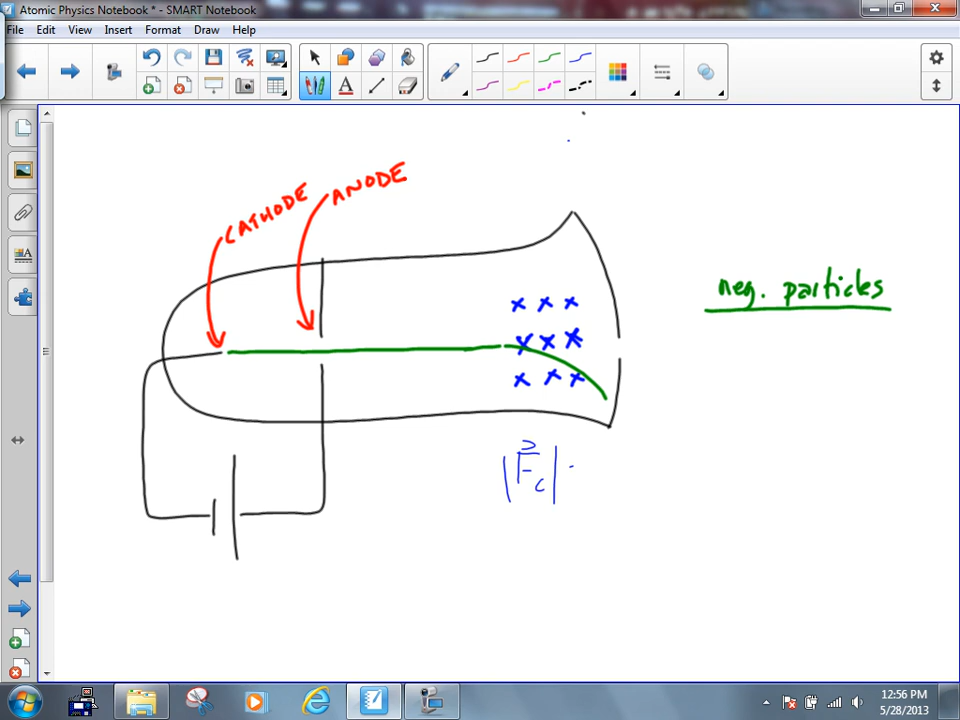 Atomic Physics Notebook * - SMART Notebook
File Edit View Insert Format Draw Help
CATHODE
ANODE
neg. particles
x x x
x x x
x x x
|F⃗c|
12:56 PM
5/28/2013